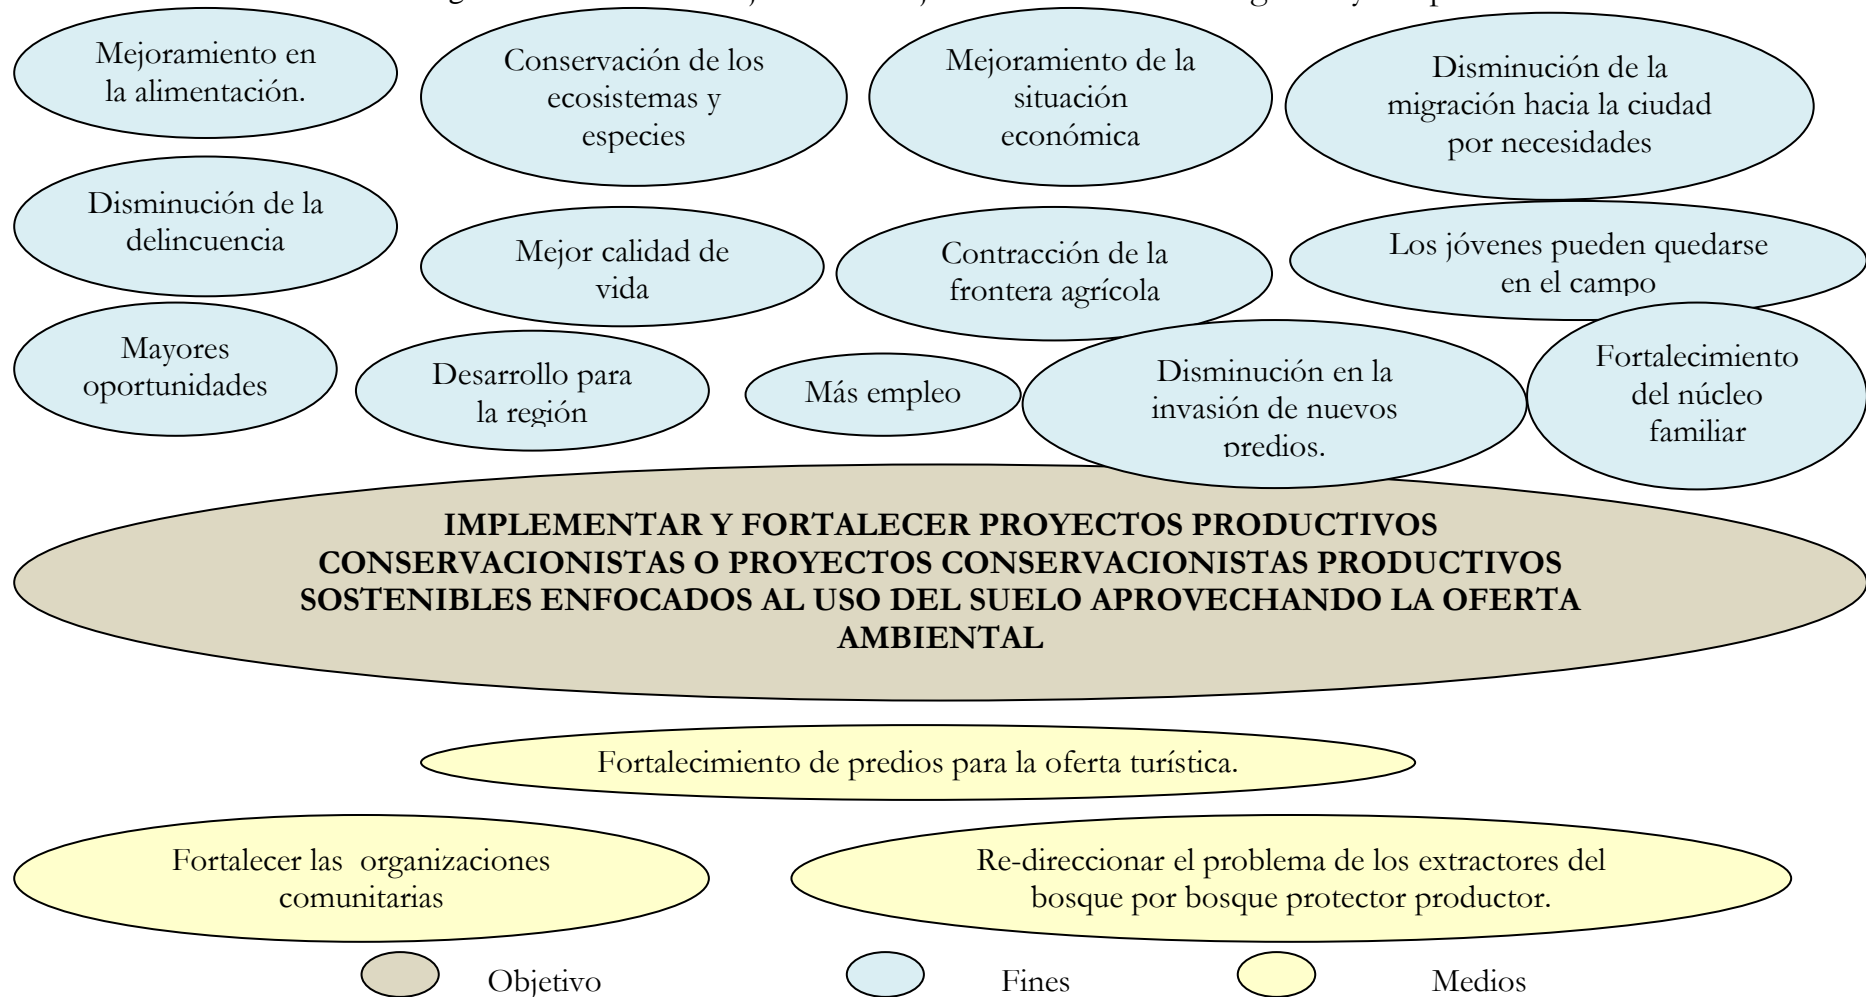 Mejoramiento en
la alimentación.
Conservación de los
ecosistemas y
especies
Mejoramiento de la
situación
económica
Disminución de la
migración hacia la ciudad
por necesidades
Disminución de la
delincuencia
Mejor calidad de
vida
Contracción de la
frontera agrícola
Los jóvenes pueden quedarse
en el campo
Mayores
oportunidades
Desarrollo para
la región
Más empleo
Disminución en la
invasión de nuevos
predios.
Fortalecimiento
del núcleo
familiar
IMPLEMENTAR Y FORTALECER PROYECTOS PRODUCTIVOS
CONSERVACIONISTAS O PROYECTOS CONSERVACIONISTAS PRODUCTIVOS
SOSTENIBLES ENFOCADOS AL USO DEL SUELO APROVECHANDO LA OFERTA
AMBIENTAL
Fortalecimiento de predios para la oferta turística.
Fortalecer las  organizaciones
comunitarias
Re-direccionar el problema de los extractores del
bosque por bosque protector productor.
Objetivo
Fines
Medios